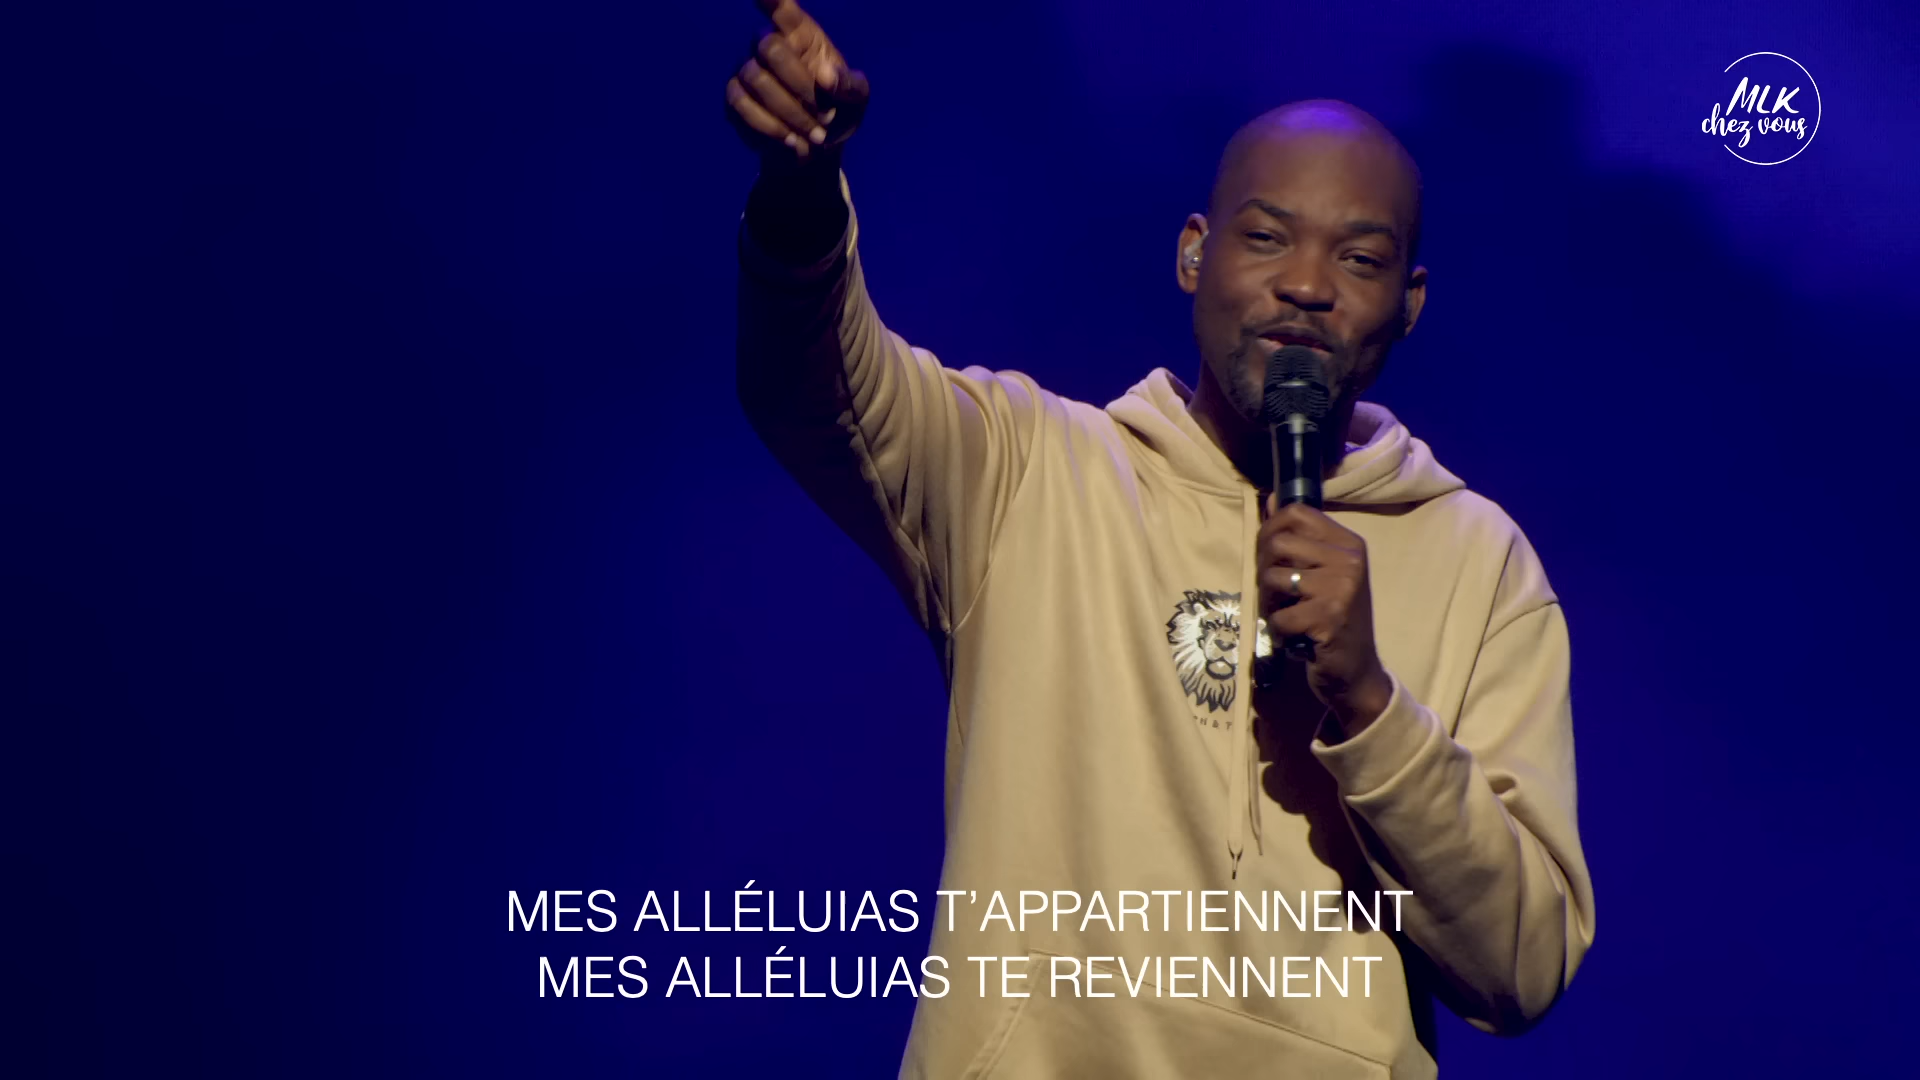 MLK
chez vous
MES ALLÉLUIAS T’APPARTIENNENT
MES ALLÉLUIAS TE REVIENNENT